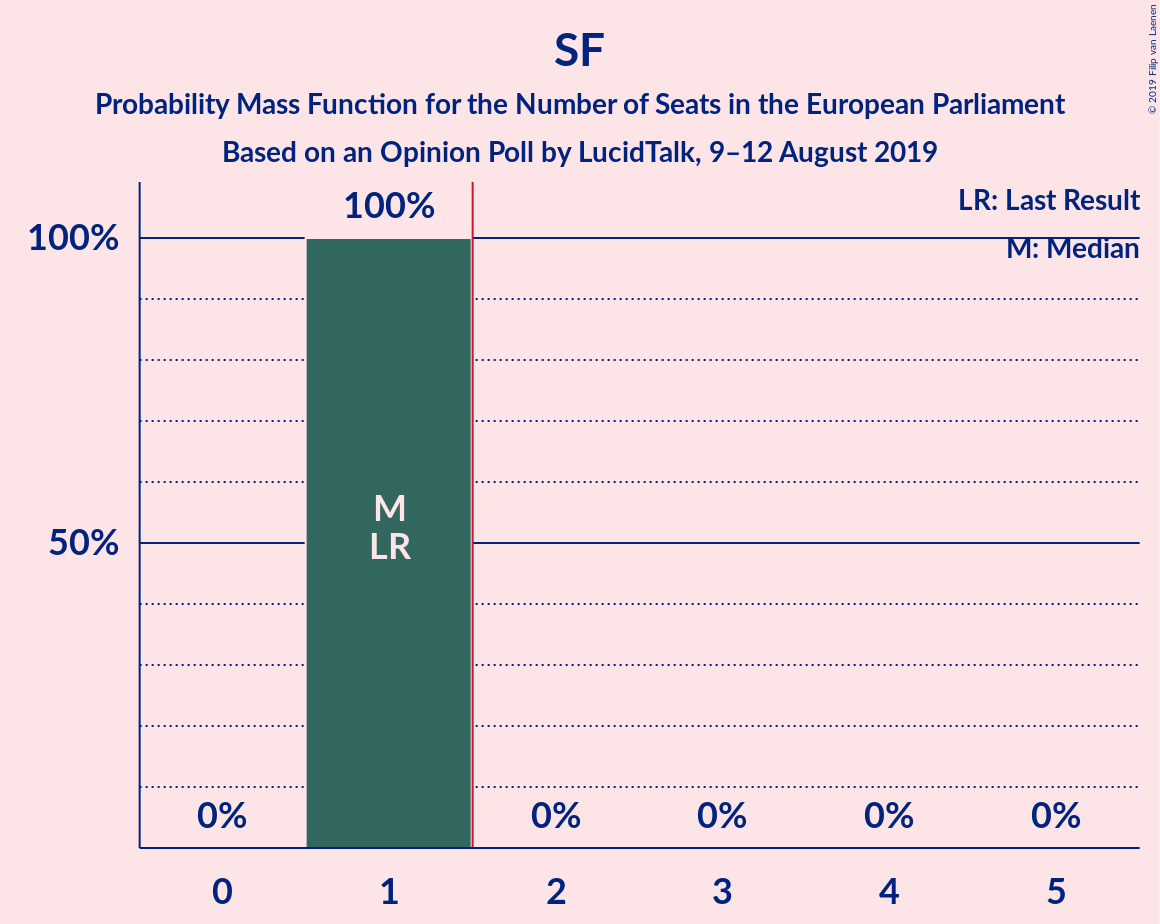 SF
Probability Mass Function for the Number of Seats in the European Parliament
Based on an Opinion Poll by LucidTalk, 9–12 August 2019
© 2019 Filip van Laenen
LR: Last Result
M: Median
100%
100%
50%
M
LR
0%
0%
0%
0%
0%
0
1
2
3
4
5